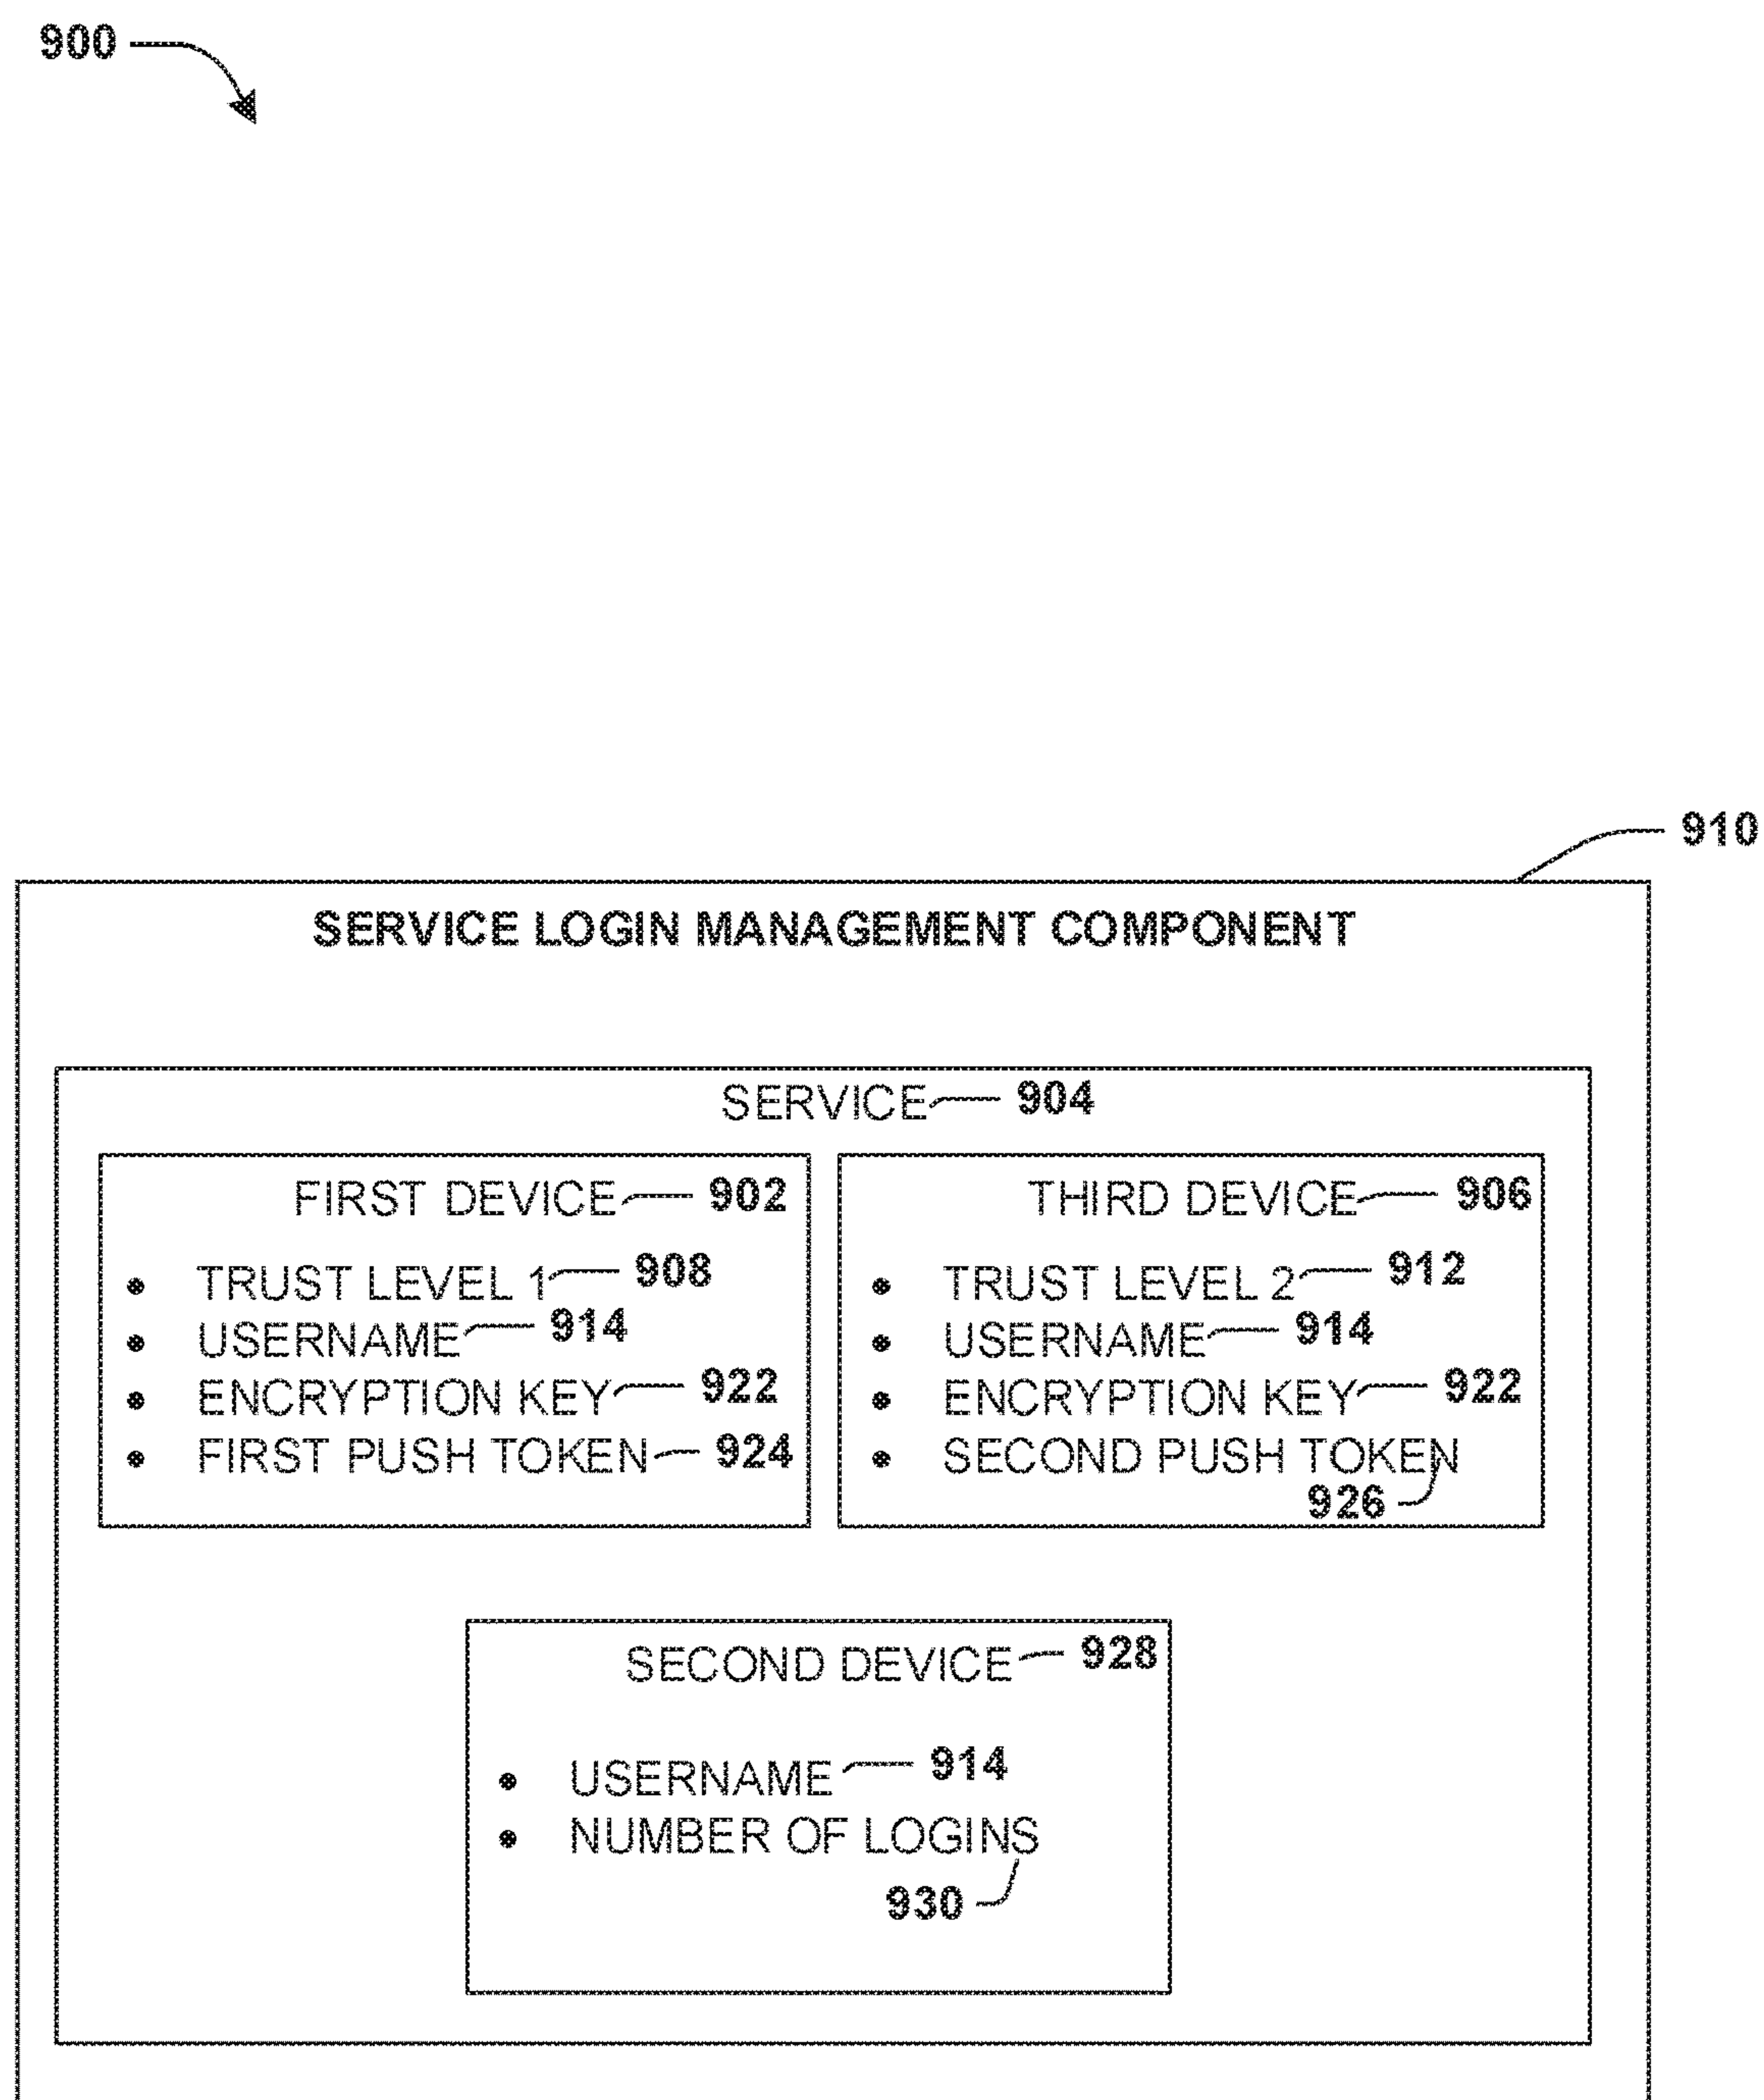 900
910
SERVICE LOGIN MANAGEMENT COMPONENT
SERVICE 904
FIRST DEVICE 902
• TRUST LEVEL 1 908
• USERNAME 914
• ENCRYPTION KEY 922
• FIRST PUSH TOKEN 924
THIRD DEVICE 906
• TRUST LEVEL 2 912
• USERNAME 914
• ENCRYPTION KEY 922
• SECOND PUSH TOKEN
926
SECOND DEVICE 928
• USERNAME 914
• NUMBER OF LOGINS
930